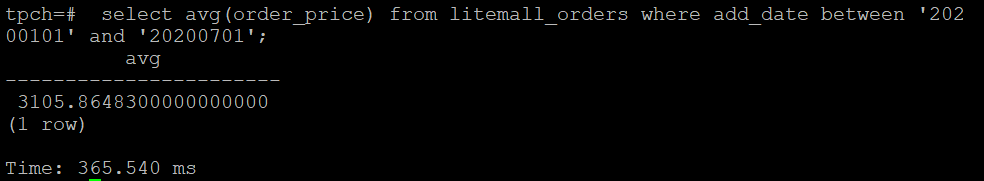 tpch=#  select avg(order_price) from litemall_orders where add_date between '202
00101' and '20200701';
          avg
-----------------------
 3105.8648300000000000
(1 row)

Time: 365.540 ms